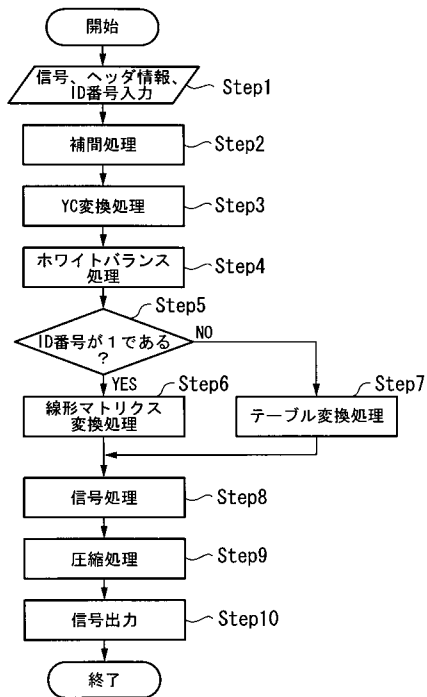 開始
信号、ヘッダ情報、
ID番号入力
Step1
補間処理
Step2
YC変換処理
Step3
ホワイトバランス
処理
Step4
Step5
ID番号が1である
?
NO
YES
Step6
Step7
線形マトリクス
変換処理
テーブル変換処理
信号処理
Step8
圧縮処理
Step9
信号出力
Step10
終了